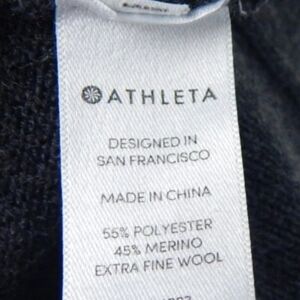 ATHLETA
DESIGNED IN
SAN FRANCISCO
MADE IN CHINA
55% POLYESTER
45% MERINO
EXTRA FINE WOOL